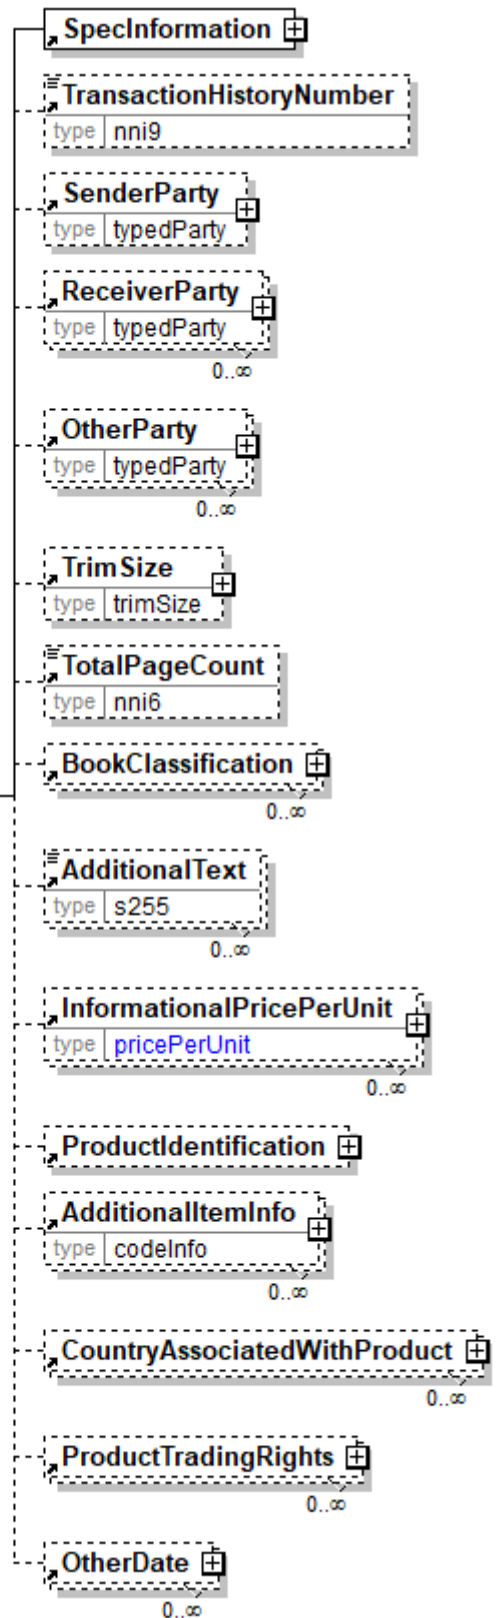 SpecInformation
TransactionHistoryNumber
type nni9
SenderParty
type typedParty
ReceiverParty
type typedParty
0..∞
OtherParty
type typedParty
0..∞
TrimSize
type trimSize
TotalPageCount
type nni6
BookClassification
0..∞
AdditionalText
type s255
0..∞
InformationalPricePerUnit
type pricePerUnit
0..∞
ProductIdentification
AdditionalItemInfo
type codeInfo
0..∞
CountryAssociatedWithProduct
0..∞
ProductTradingRights
0..∞
OtherDate
0..∞